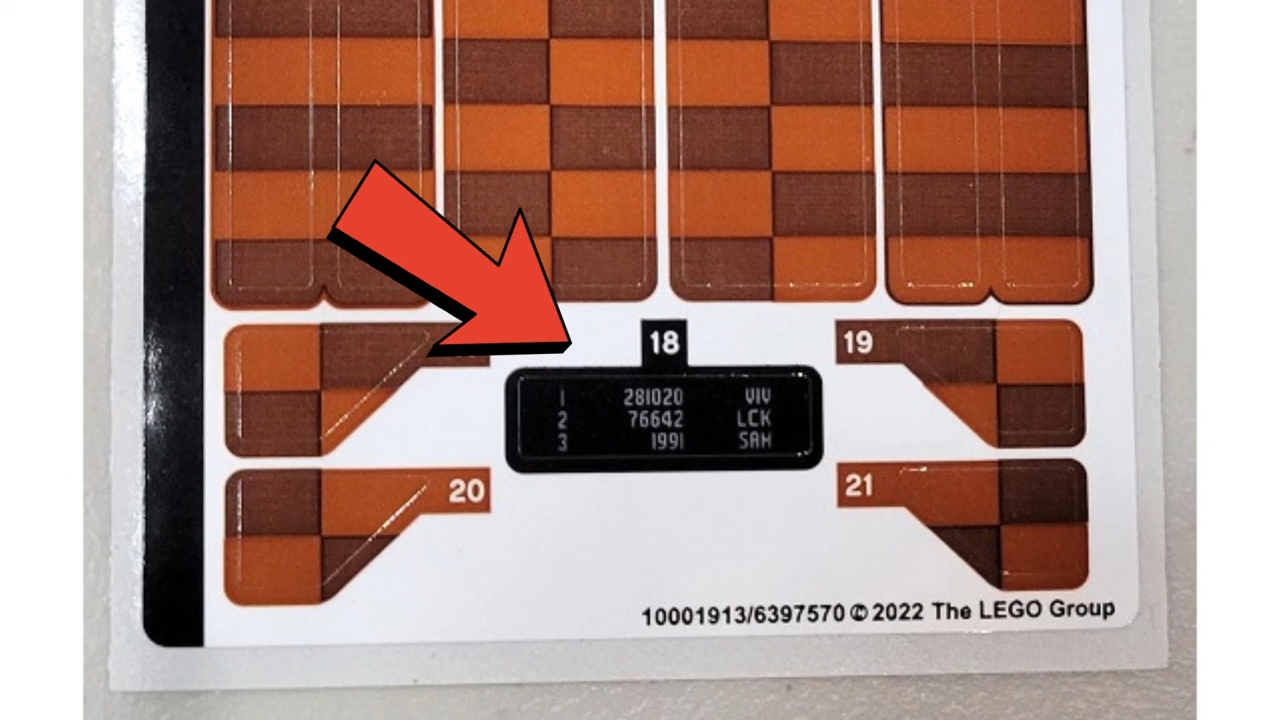 18
19
1 281020 VIV
2 76642 LCK
3 1991 SAM
20
21
10001913/6397570 © 2022 The LEGO Group